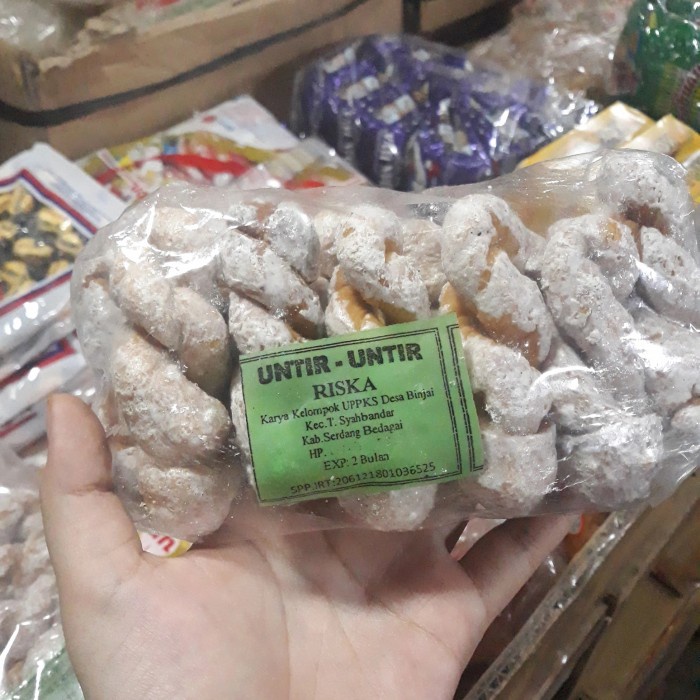 UNTIR - UNTIR
RISKA
Karya Kelompok UPPKS Desa Binjai
Kec.T. Syahbandar
Kab.Serdang Bedagai
HP.
EXP: 2 Bulan
SPP.IRT:206121801036525